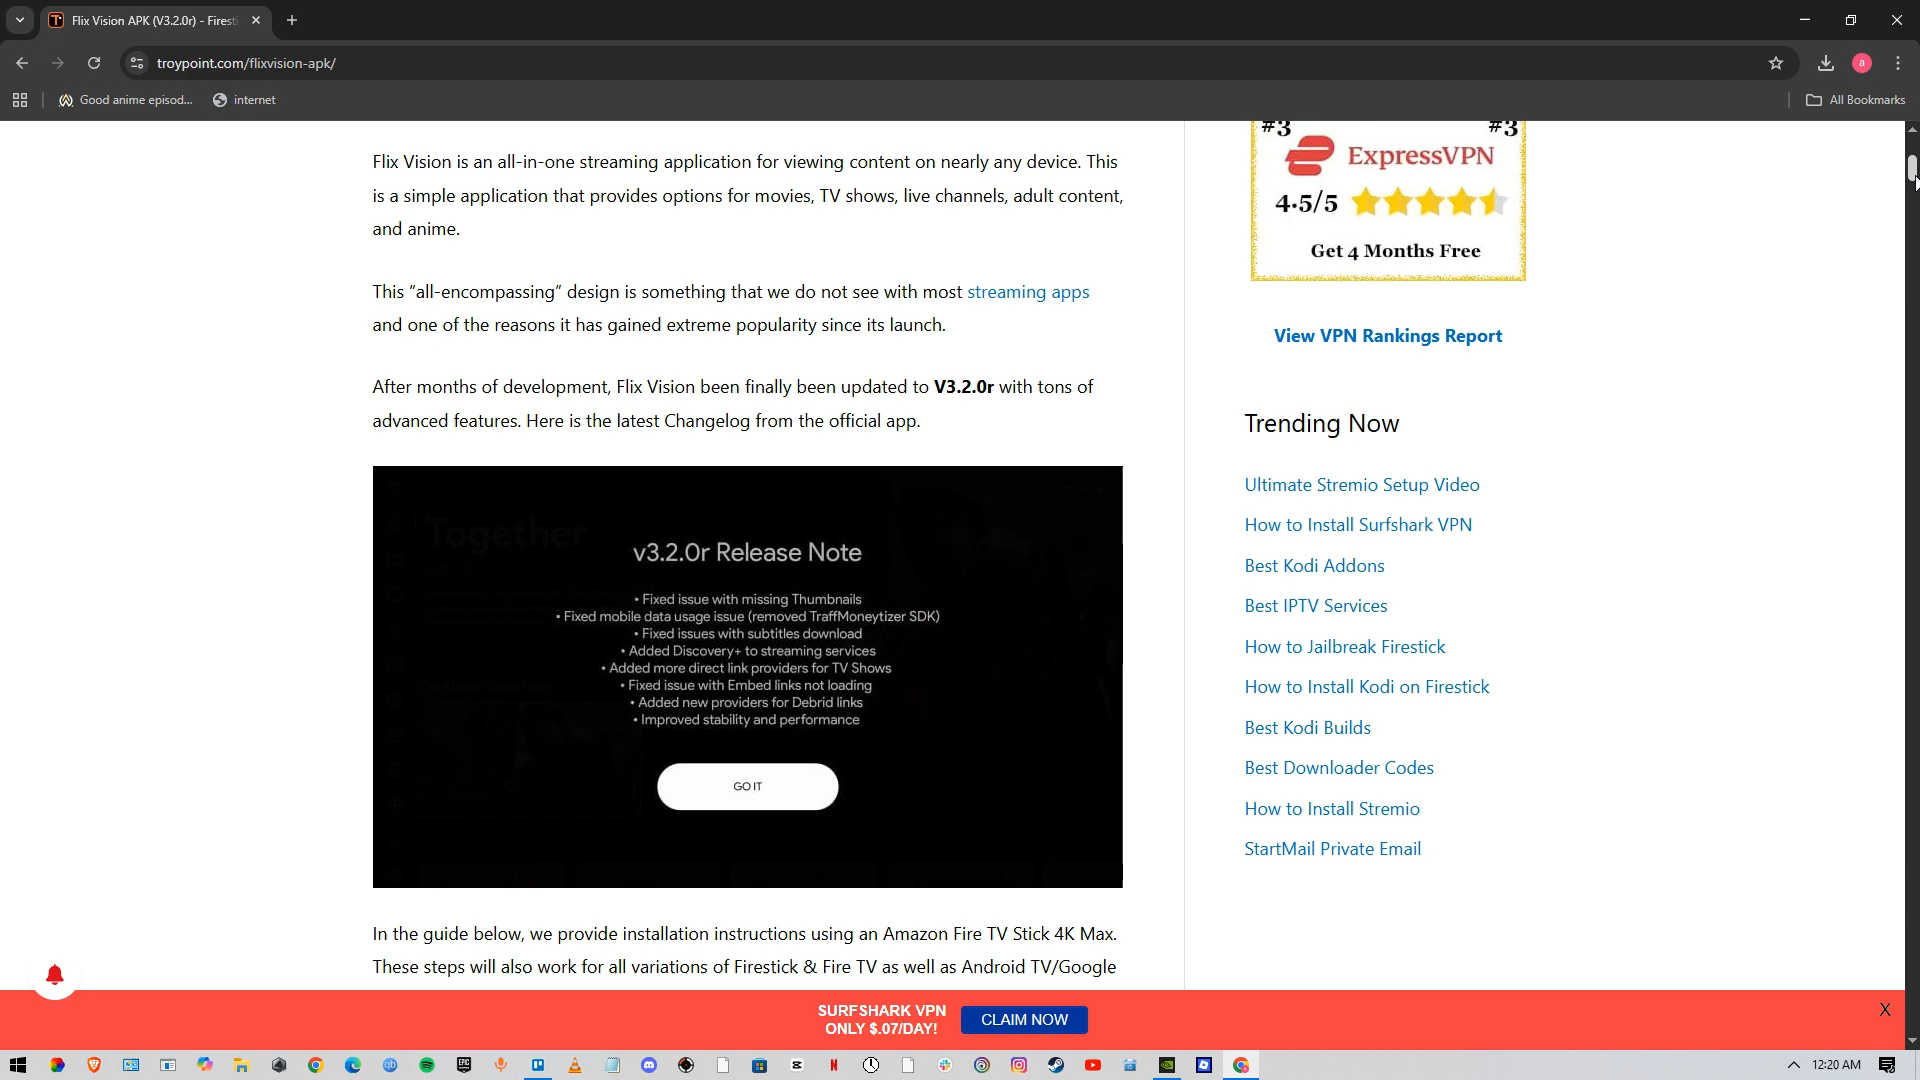 Flix Vision APK (V3.2.0r) - Firesti
troypoint.com/flixvision-apk/
a
Good anime episod...
internet
All Bookmarks
Flix Vision is an all-in-one streaming application for viewing content on nearly any device. This
is a simple application that provides options for movies, TV shows, live channels, adult content,
and anime.
This “all-encompassing” design is something that we do not see with most streaming apps
and one of the reasons it has gained extreme popularity since its launch.
After months of development, Flix Vision been finally been updated to V3.2.0r with tons of
advanced features. Here is the latest Changelog from the official app.
Together
v3.2.0r Release Note
• Fixed issue with missing Thumbnails
• Fixed mobile data usage issue (removed TraffMoneytizer SDK)
• Fixed issues with subtitles download
• Added Discovery+ to streaming services
• Added more direct link providers for TV Shows
• Fixed issue with Embed links not loading
• Added new providers for Debrid links
• Improved stability and performance
GO IT
In the guide below, we provide installation instructions using an Amazon Fire TV Stick 4K Max.
These steps will also work for all variations of Firestick & Fire TV as well as Android TV/Google
#3 #3
ExpressVPN
4.5/5
Get 4 Months Free
View VPN Rankings Report
Trending Now
Ultimate Stremio Setup Video
How to Install Surfshark VPN
Best Kodi Addons
Best IPTV Services
How to Jailbreak Firestick
How to Install Kodi on Firestick
Best Kodi Builds
Best Downloader Codes
How to Install Stremio
StartMail Private Email
SURFSHARK VPN
ONLY $.07/DAY!
CLAIM NOW
X
12:20 AM